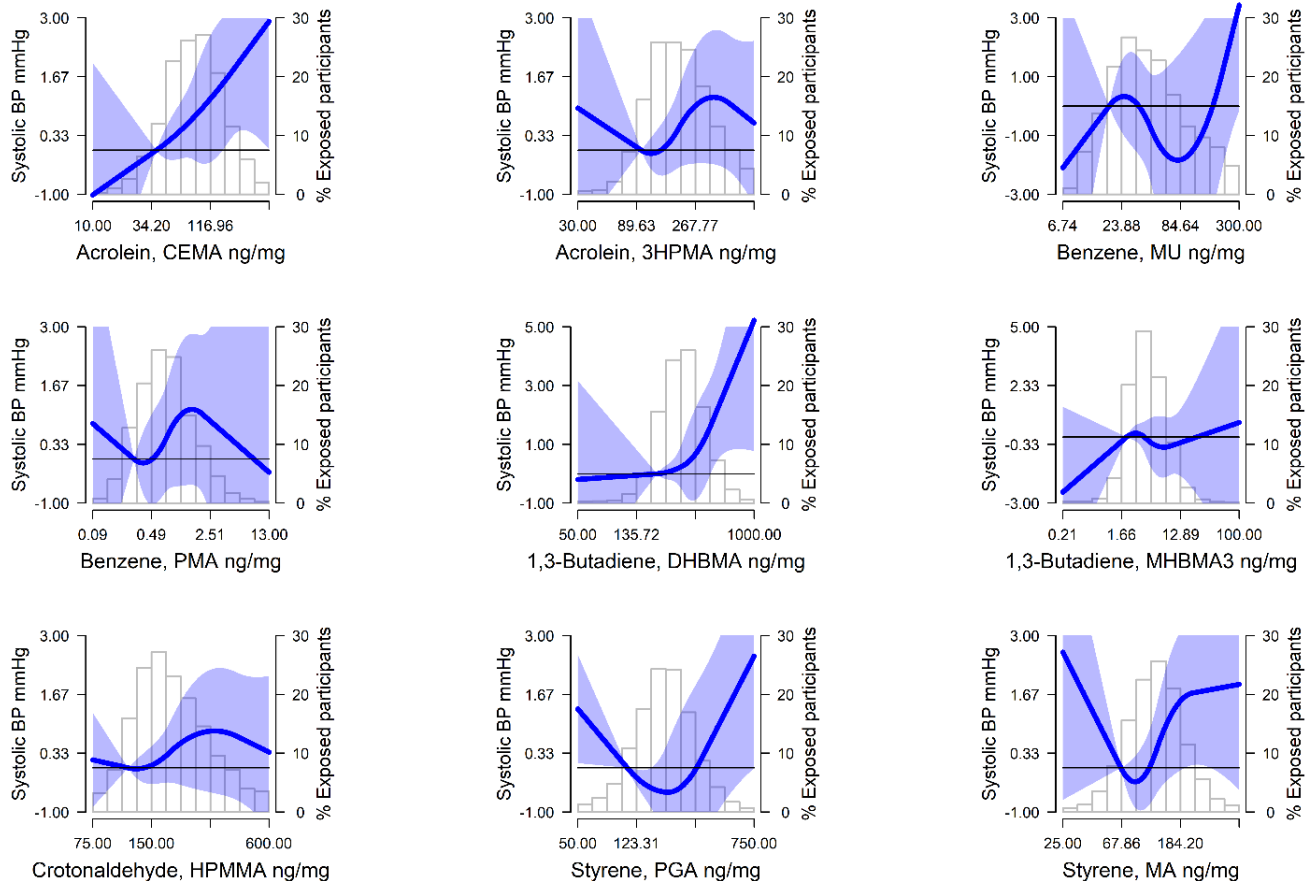 Systolic BP mmHg
3.00
1.67
0.33
-1.00
30
20
10
0
% Exposed participants
10.00 34.20 116.96
Acrolein, CEMA ng/mg
Systolic BP mmHg
3.00
1.67
0.33
-1.00
30
20
10
0
% Exposed participants
30.00 89.63 267.77
Acrolein, 3HPMA ng/mg
Systolic BP mmHg
3.00
1.00
-1.00
-3.00
30
20
10
0
% Exposed participants
6.74 23.88 84.64 300.00
Benzene, MU ng/mg
Systolic BP mmHg
3.00
1.67
0.33
-1.00
30
20
10
0
% Exposed participants
0.09 0.49 2.51 13.00
Benzene, PMA ng/mg
Systolic BP mmHg
5.00
3.00
1.00
-1.00
30
20
10
0
% Exposed participants
50.00 135.72 1000.00
1,3-Butadiene, DHBMA ng/mg
Systolic BP mmHg
5.00
2.33
-0.33
-3.00
30
20
10
0
% Exposed participants
0.21 1.66 12.89 100.00
1,3-Butadiene, MHBMA3 ng/mg
Systolic BP mmHg
3.00
1.67
0.33
-1.00
30
20
10
0
% Exposed participants
75.00 150.00 600.00
Crotonaldehyde, HPMMA ng/mg
Systolic BP mmHg
3.00
1.67
0.33
-1.00
30
20
10
0
% Exposed participants
50.00 123.31 750.00
Styrene, PGA ng/mg
Systolic BP mmHg
3.00
1.67
0.33
-1.00
30
20
10
0
% Exposed participants
25.00 67.86 184.20
Styrene, MA ng/mg